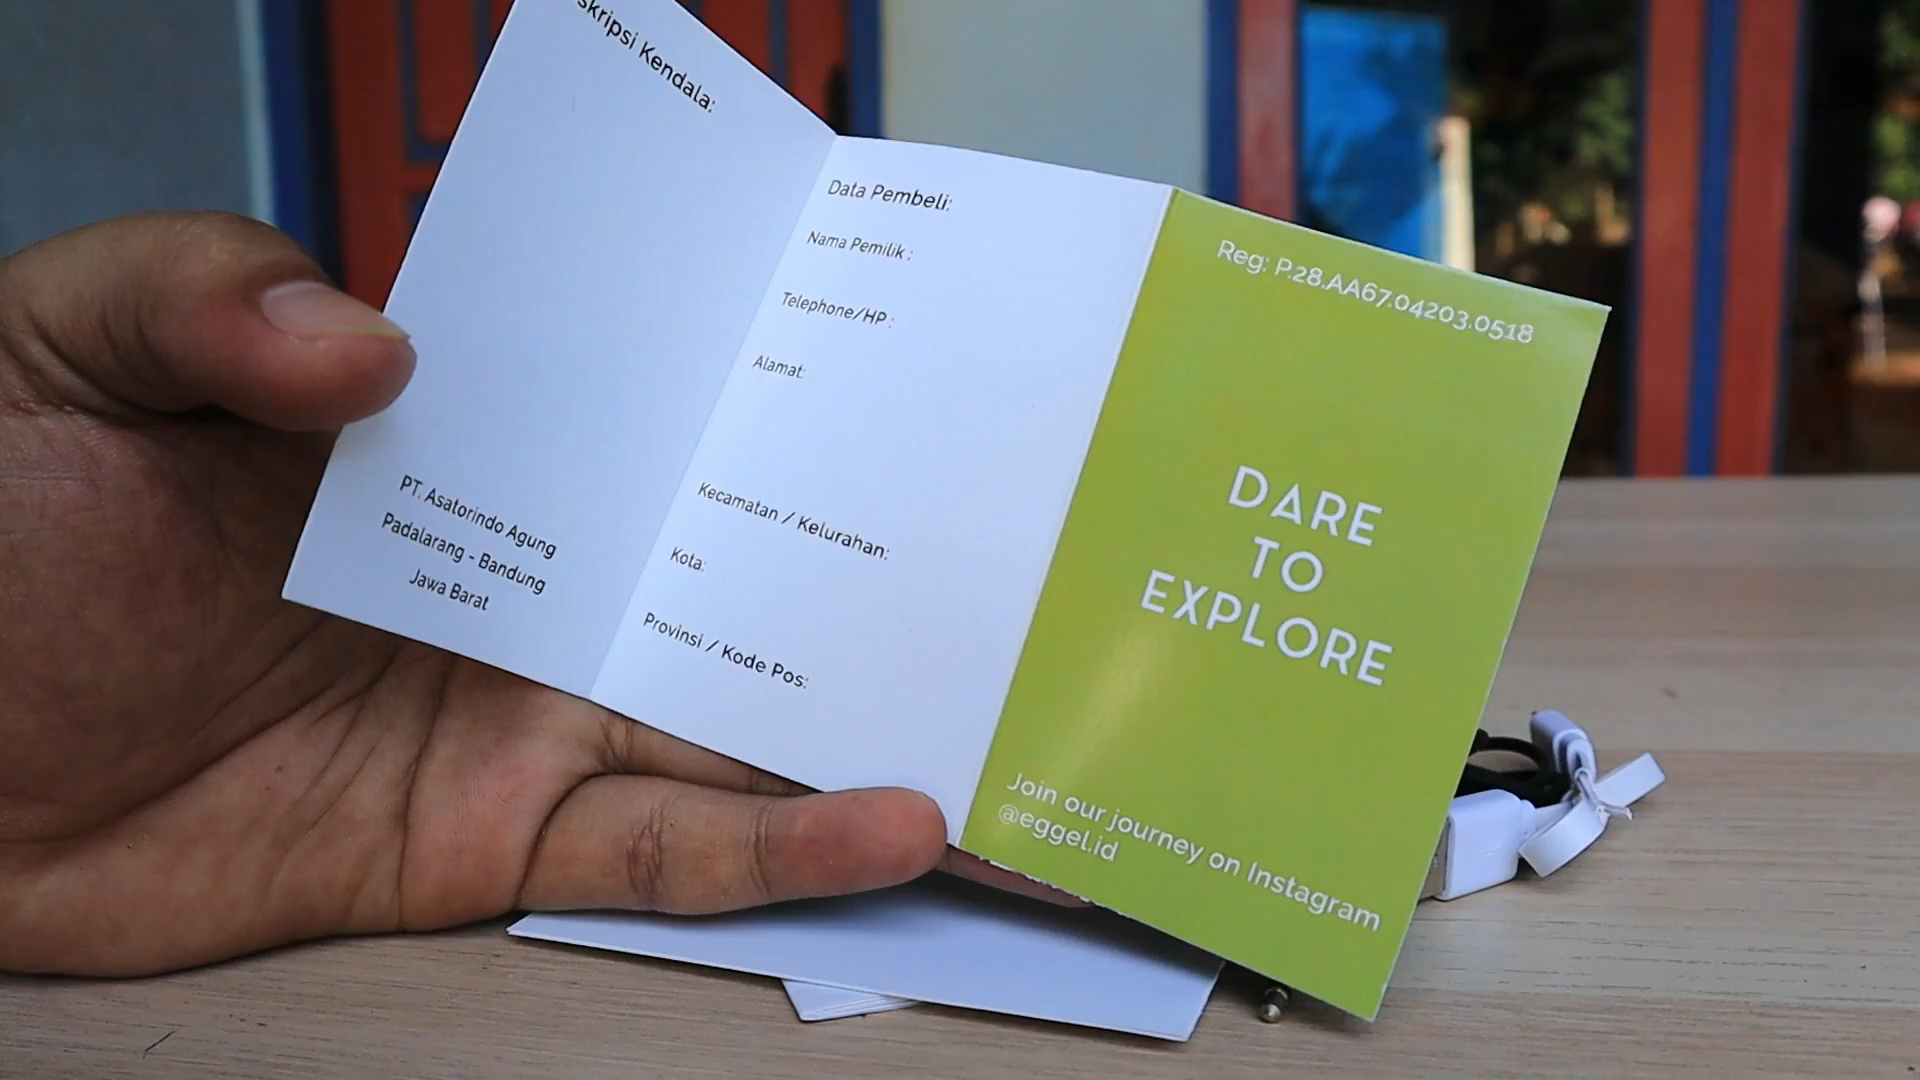 skripsi Kendala:
PT. Asatorindo Agung
Padalarang - Bandung
Jawa Barat
Data Pembeli:
Nama Pemilik :
Telephone/HP :
Alamat:
Kecamatan / Kelurahan:
Kota:
Provinsi / Kode Pos:
Reg: P.28.AA67.04203.0518
DARE
TO
EXPLORE
Join our journey on Instagram
@eggel.id